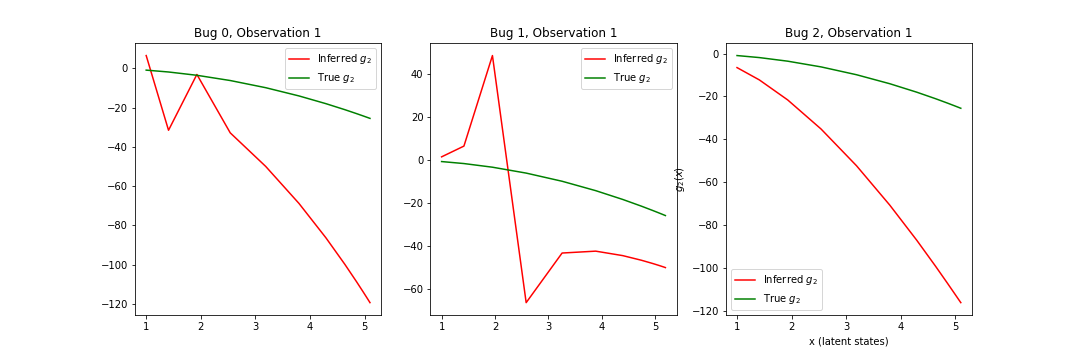 Bug 0, Observation 1
Inferred g₂
True g₂
0
−20
−40
−60
−80
−100
−120
1 2 3 4 5
Bug 1, Observation 1
Inferred g₂
True g₂
40
20
0
−20
−40
−60
1 2 3 4 5
Bug 2, Observation 1
g₂(x)
0
−20
−40
−60
−80
−100
−120
Inferred g₂
True g₂
1 2 3 4 5
x (latent states)